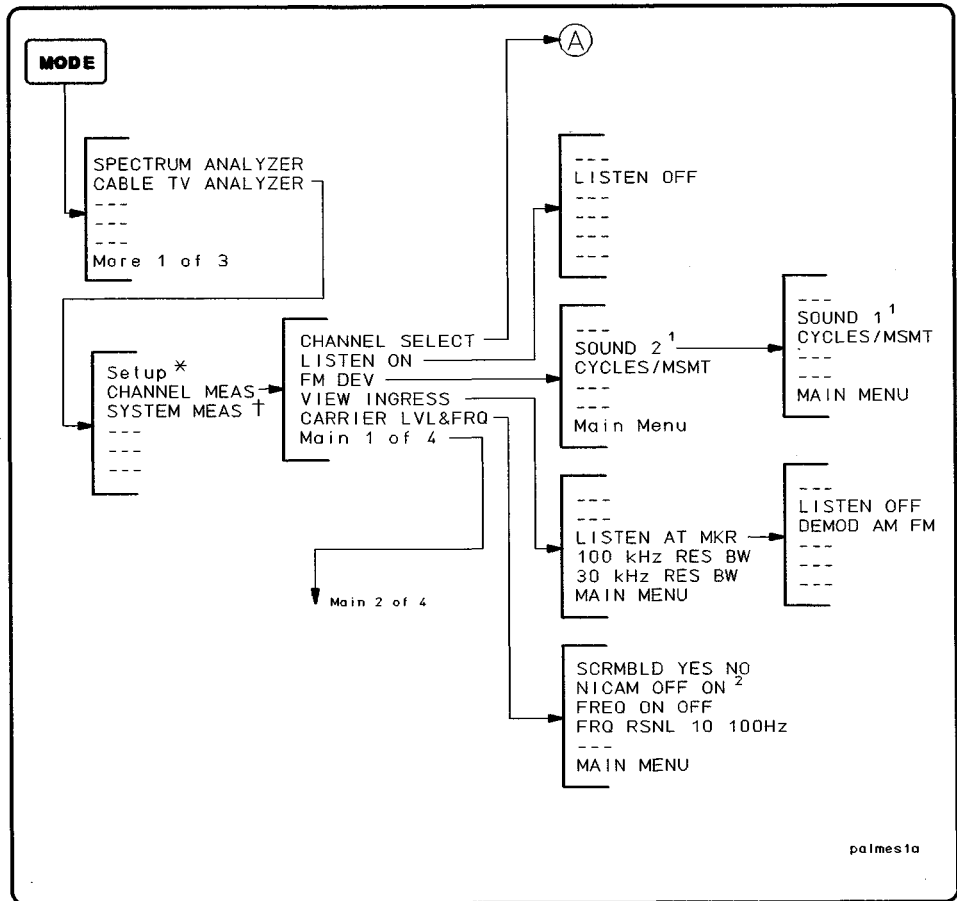 MODE
A
SPECTRUM ANALYZER
CABLE TV ANALYZER
---
---
---
More 1 of 3
Setup *
CHANNEL MEAS
SYSTEM MEAS †
---
---
---
CHANNEL SELECT
LISTEN ON
FM DEV
VIEW INGRESS
CARRIER LVL&FRQ
Main 1 of 4
Main 2 of 4
---
LISTEN OFF
---
---
---
---
---
SOUND 2 1
CYCLES/MSMT
---
---
Main Menu
---
SOUND 1 1
CYCLES/MSMT
---
---
MAIN MENU
---
---
LISTEN AT MKR
100 kHz RES BW
30 kHz RES BW
MAIN MENU
---
LISTEN OFF
DEMOD AM FM
---
---
---
SCRMBLD YES NO
NICAM OFF ON 2
FREQ ON OFF
FRQ RSNL 10 100Hz
---
MAIN MENU
palmes1a